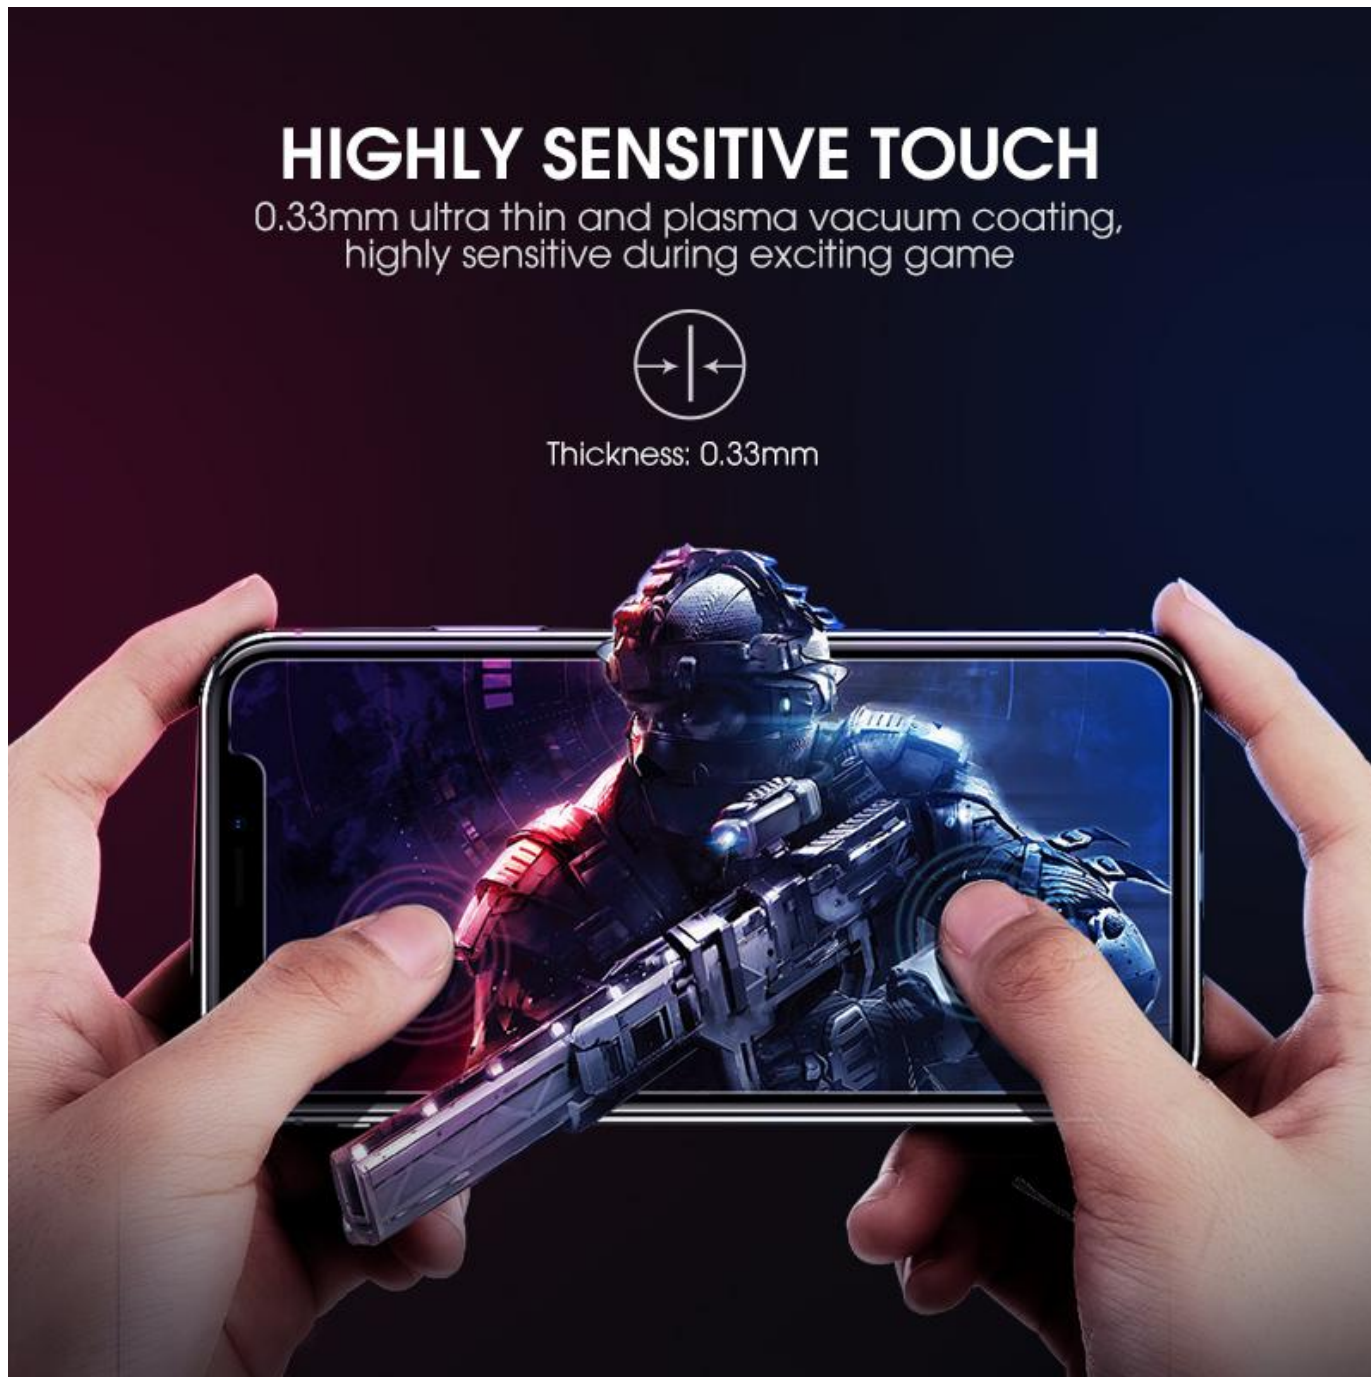 HIGHLY SENSITIVE TOUCH
0.33mm ultra thin and plasma vacuum coating,
highly sensitive during exciting game
Thickness: 0.33mm